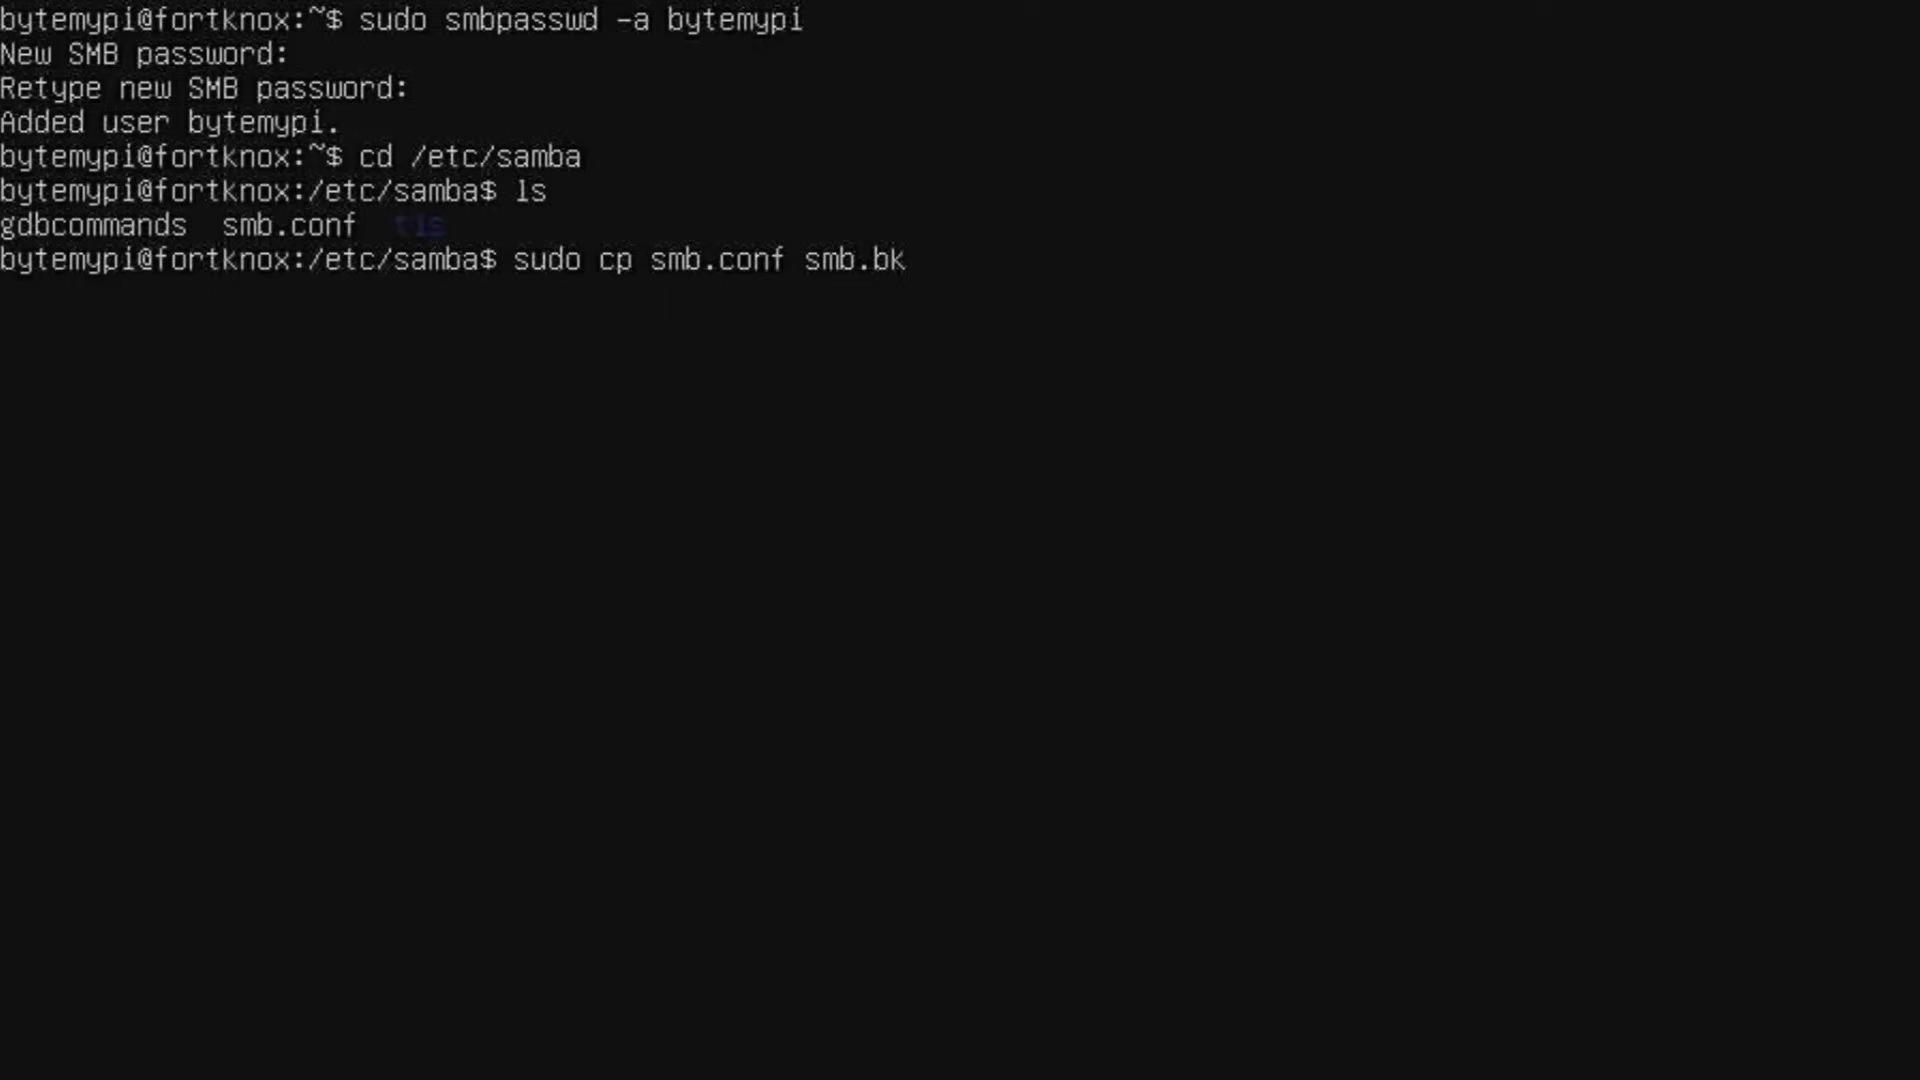 bytemypi@fortknox:~$ sudo smbpasswd -a bytemypi
New SMB password:
Retype new SMB password:
Added user bytemypi.
bytemypi@fortknox:~$ cd /etc/samba
bytemypi@fortknox:/etc/samba$ ls
gdbcommands  smb.conf  tls
bytemypi@fortknox:/etc/samba$ sudo cp smb.conf smb.bk